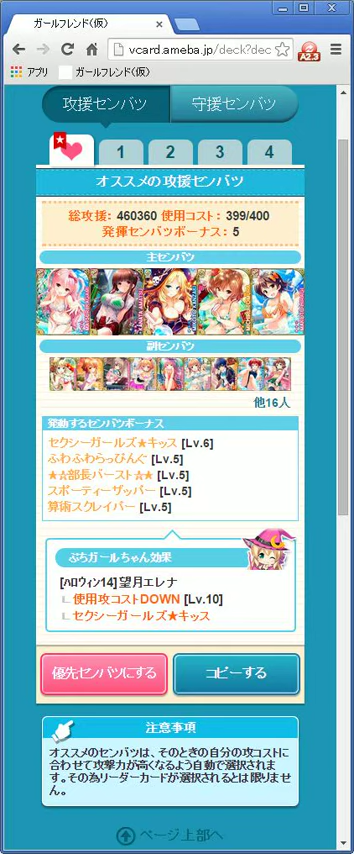 ガールフレンド(仮)
vcard.ameba.jp/deck?dec
A2.3
アプリ ガールフレンド(仮)
攻援センバツ 守援センバツ
1 2 3 4
オススメの攻援センバツ
総攻援: 460360 使用コスト: 399/400
発揮センバツボーナス: 5
主センバツ
副センバツ
他16人
発動するセンバツボーナス
セクシーガールズ★キッス [Lv.6]
ふわふわらっぴんぐ [Lv.5]
★☆部長バースト☆★ [Lv.5]
スポーティーザッパー [Lv.5]
算術スクレイバー [Lv.5]
ぷちガールちゃん効果
[ハロウィン14]望月エレナ
使用攻コストDOWN [Lv.10]
セクシーガールズ★キッス
優先センバツにする コピーする
注意事項
オススメのセンバツは、そのときの自分の攻コストに
合わせて攻撃力が高くなるよう自動で選択されま
す。その為リーダーカードが選択されるとは限りませ
ん。
ページ上部へ